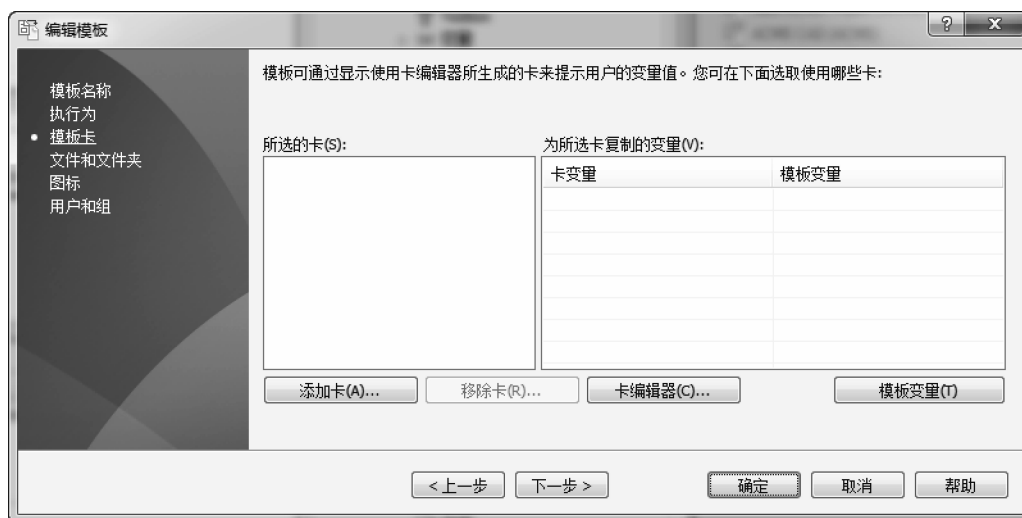 编辑模板
模板可通过显示使用卡编辑器所生成的卡来提示用户的变量值。您可在下面选取使用哪些卡:
模板名称
执行为
模板卡
文件和文件夹
图标
用户和组
所选的卡(S):
为所选卡复制的变量(V):
卡变量
模板变量
添加卡(A)...
移除卡(R)...
卡编辑器(C)...
模板变量(T)
<上一步
下一步>
确定
取消
帮助